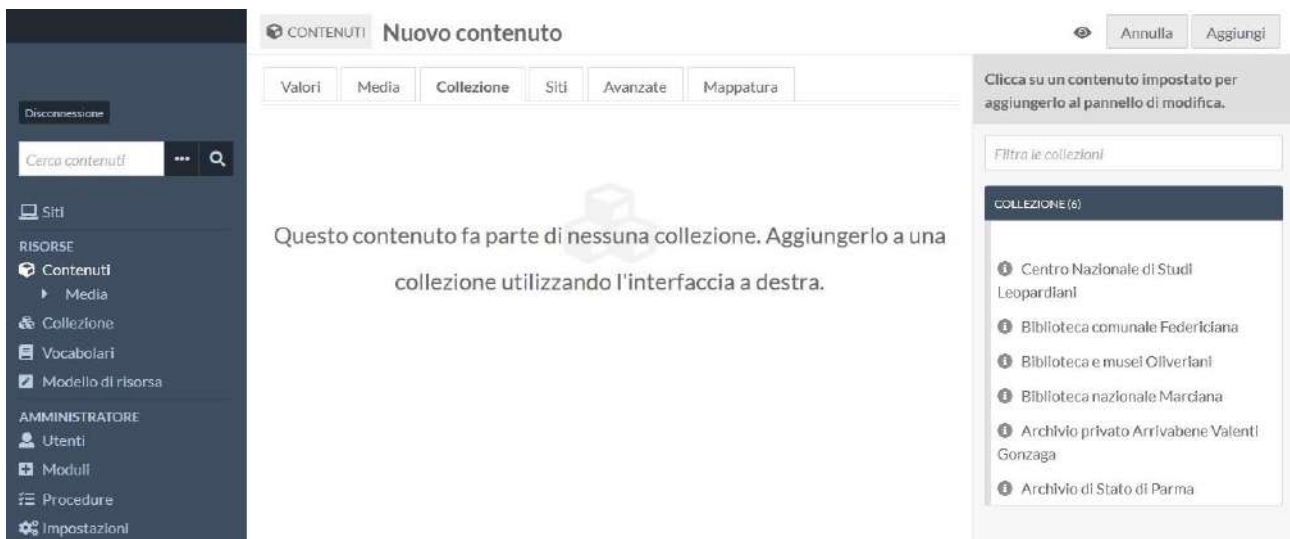 CONTENUTI Nuovo contenuto
Annulla Aggiungi
Disconnessione
Cerca contenuti
Siti
RISORSE
Contenuti
Media
Collezione
Vocabolari
Modello di risorsa
AMMINISTRATORE
Utenti
Moduli
Procedure
Impostazioni
Valori Media Collezione Siti Avanzate Mappatura
Questo contenuto fa parte di nessuna collezione. Aggiungerlo a una
collezione utilizzando l'interfaccia a destra.
Clicca su un contenuto impostato per
aggiungerlo al pannello di modifica.
Filtra le collezioni
COLLEZIONE (6)
Centro Nazionale di Studi
Leopardiani
Biblioteca comunale Federiciana
Biblioteca e musei Oliveriani
Biblioteca nazionale Marciana
Archivio privato Arrivabene Valenti
Gonzaga
Archivio di Stato di Parma